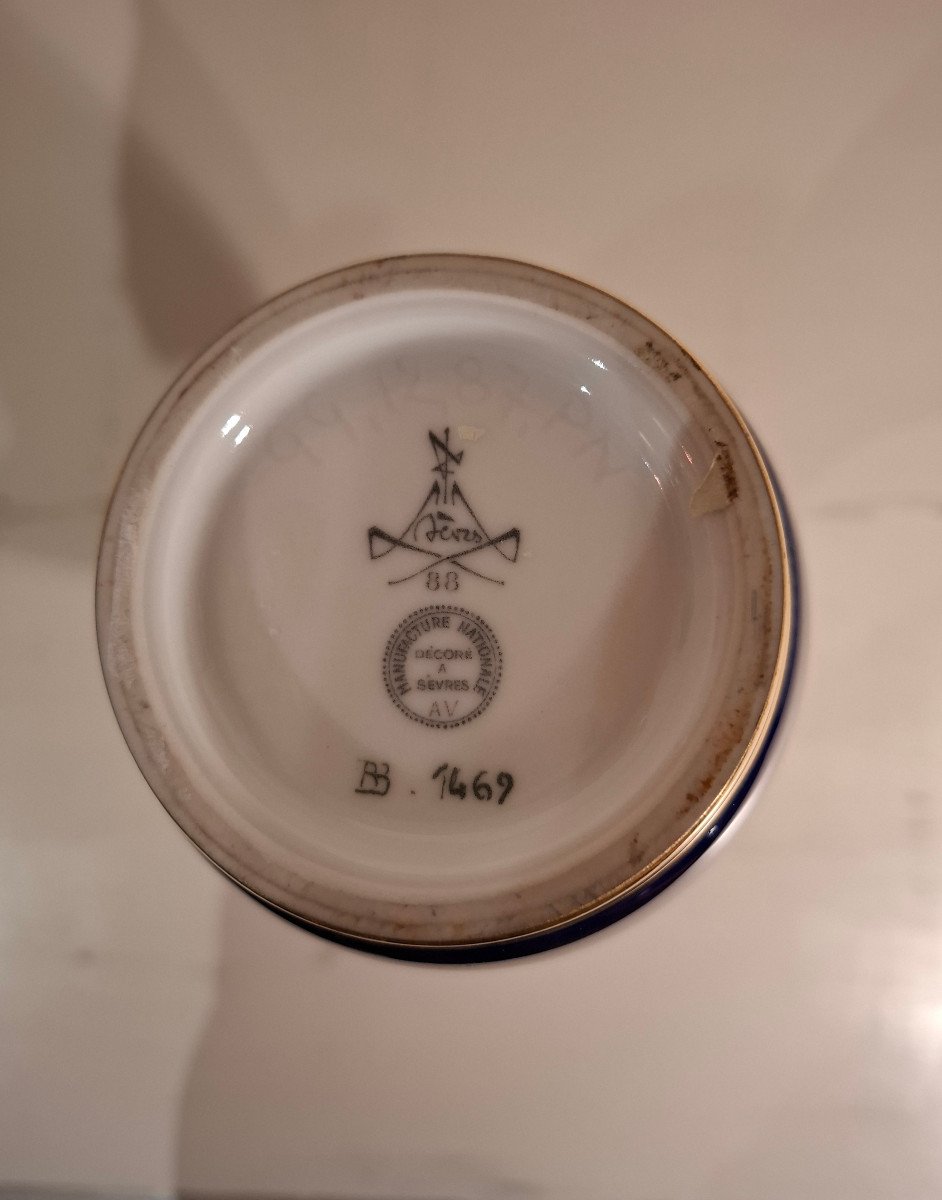 Sèvres
88
MANUFACTURE NATIONALE
DÉCORÉ
A
SÈVRES
AV
BB . 1469